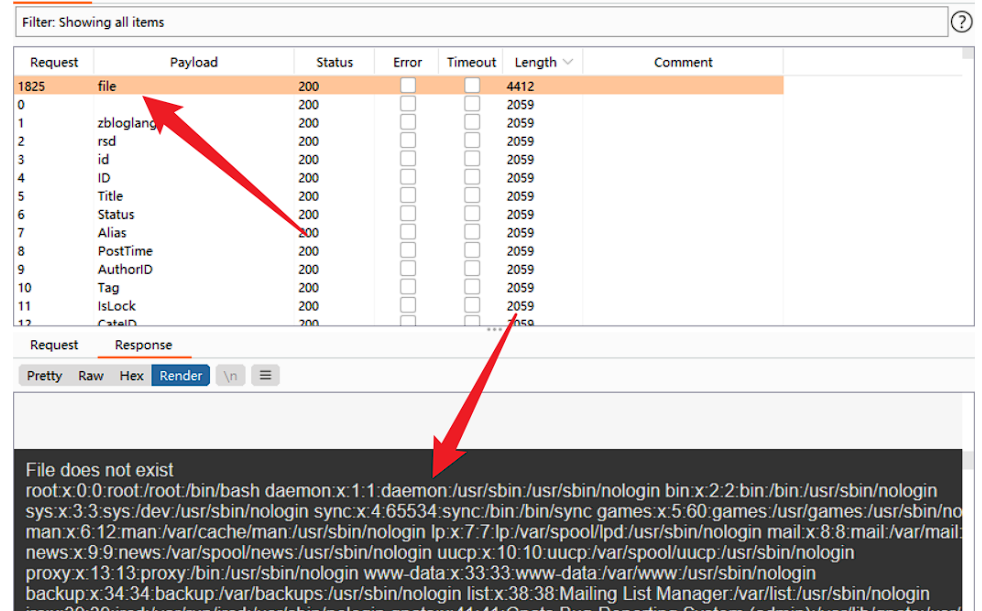 Filter: Showing all items
?
Request Payload Status Error Timeout Length Comment
1825 file 200 4412
0 200 2059
1 zbloglang 200 2059
2 rsd 200 2059
3 id 200 2059
4 ID 200 2059
5 Title 200 2059
6 Status 200 2059
7 Alias 200 2059
8 PostTime 200 2059
9 AuthorID 200 2059
10 Tag 200 2059
11 IsLock 200 2059
12 CateID 200 2059
Request Response
Pretty Raw Hex Render \n
File does not exist
root:x:0:0:root:/root:/bin/bash daemon:x:1:1:daemon:/usr/sbin:/usr/sbin/nologin bin:x:2:2:bin:/bin:/usr/sbin/nologin
sys:x:3:3:sys:/dev:/usr/sbin/nologin sync:x:4:65534:sync:/bin:/bin/sync games:x:5:60:games:/usr/games:/usr/sbin/no
man:x:6:12:man:/var/cache/man:/usr/sbin/nologin lp:x:7:7:lp:/var/spool/lpd:/usr/sbin/nologin mail:x:8:8:mail:/var/mail:
news:x:9:9:news:/var/spool/news:/usr/sbin/nologin uucp:x:10:10:uucp:/var/spool/uucp:/usr/sbin/nologin
proxy:x:13:13:proxy:/bin:/usr/sbin/nologin www-data:x:33:33:www-data:/var/www:/usr/sbin/nologin
backup:x:34:34:backup:/var/backups:/usr/sbin/nologin list:x:38:38:Mailing List Manager:/var/list:/usr/sbin/nologin